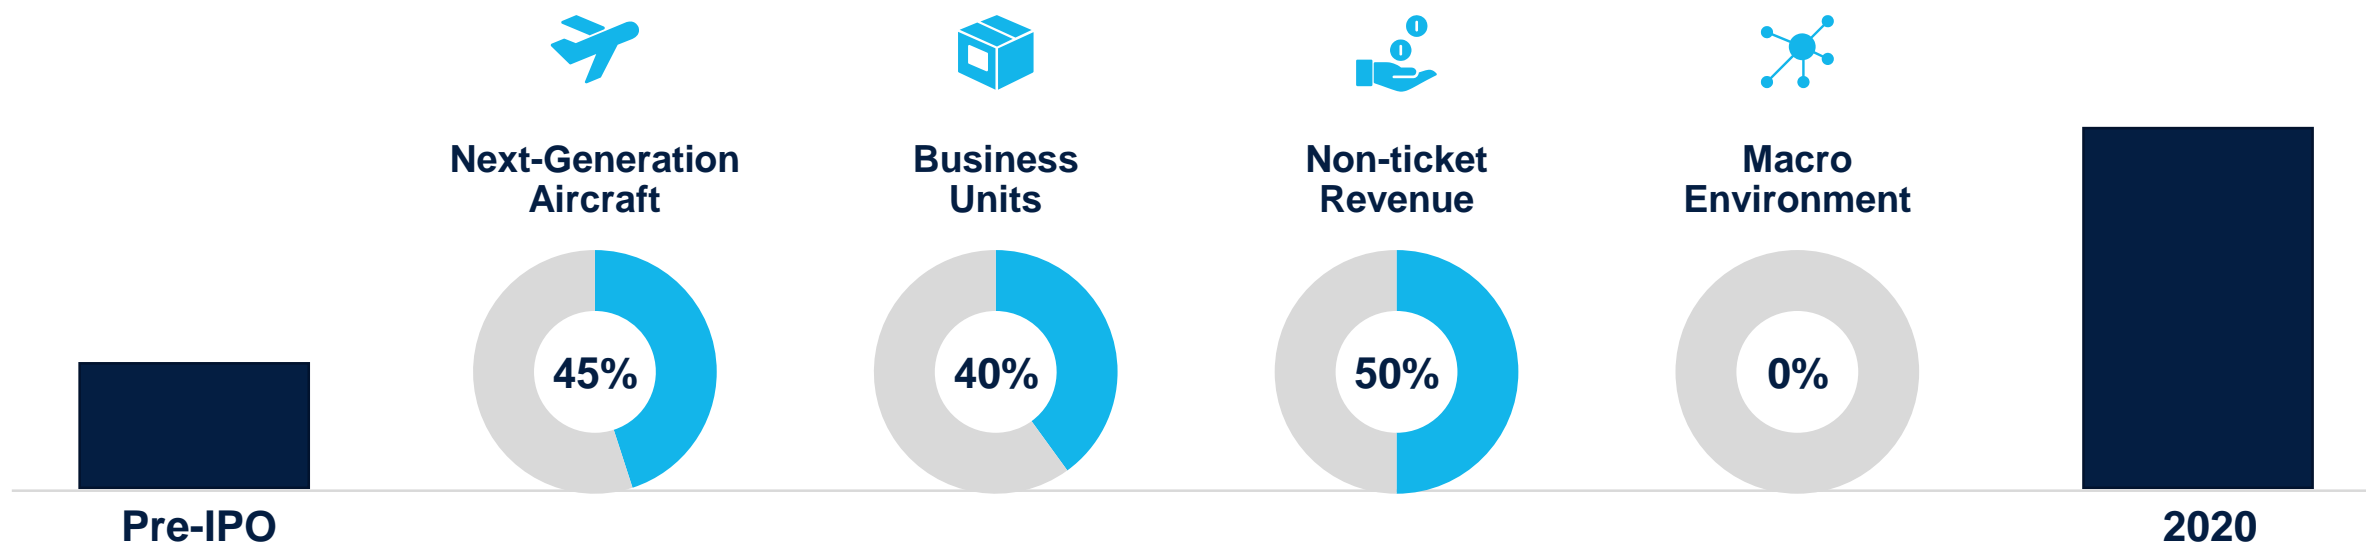 Next-Generation
Aircraft
Business
Units
Non-ticket
Revenue
Macro
Environment
45%
40%
50%
0%
Pre-IPO
2020